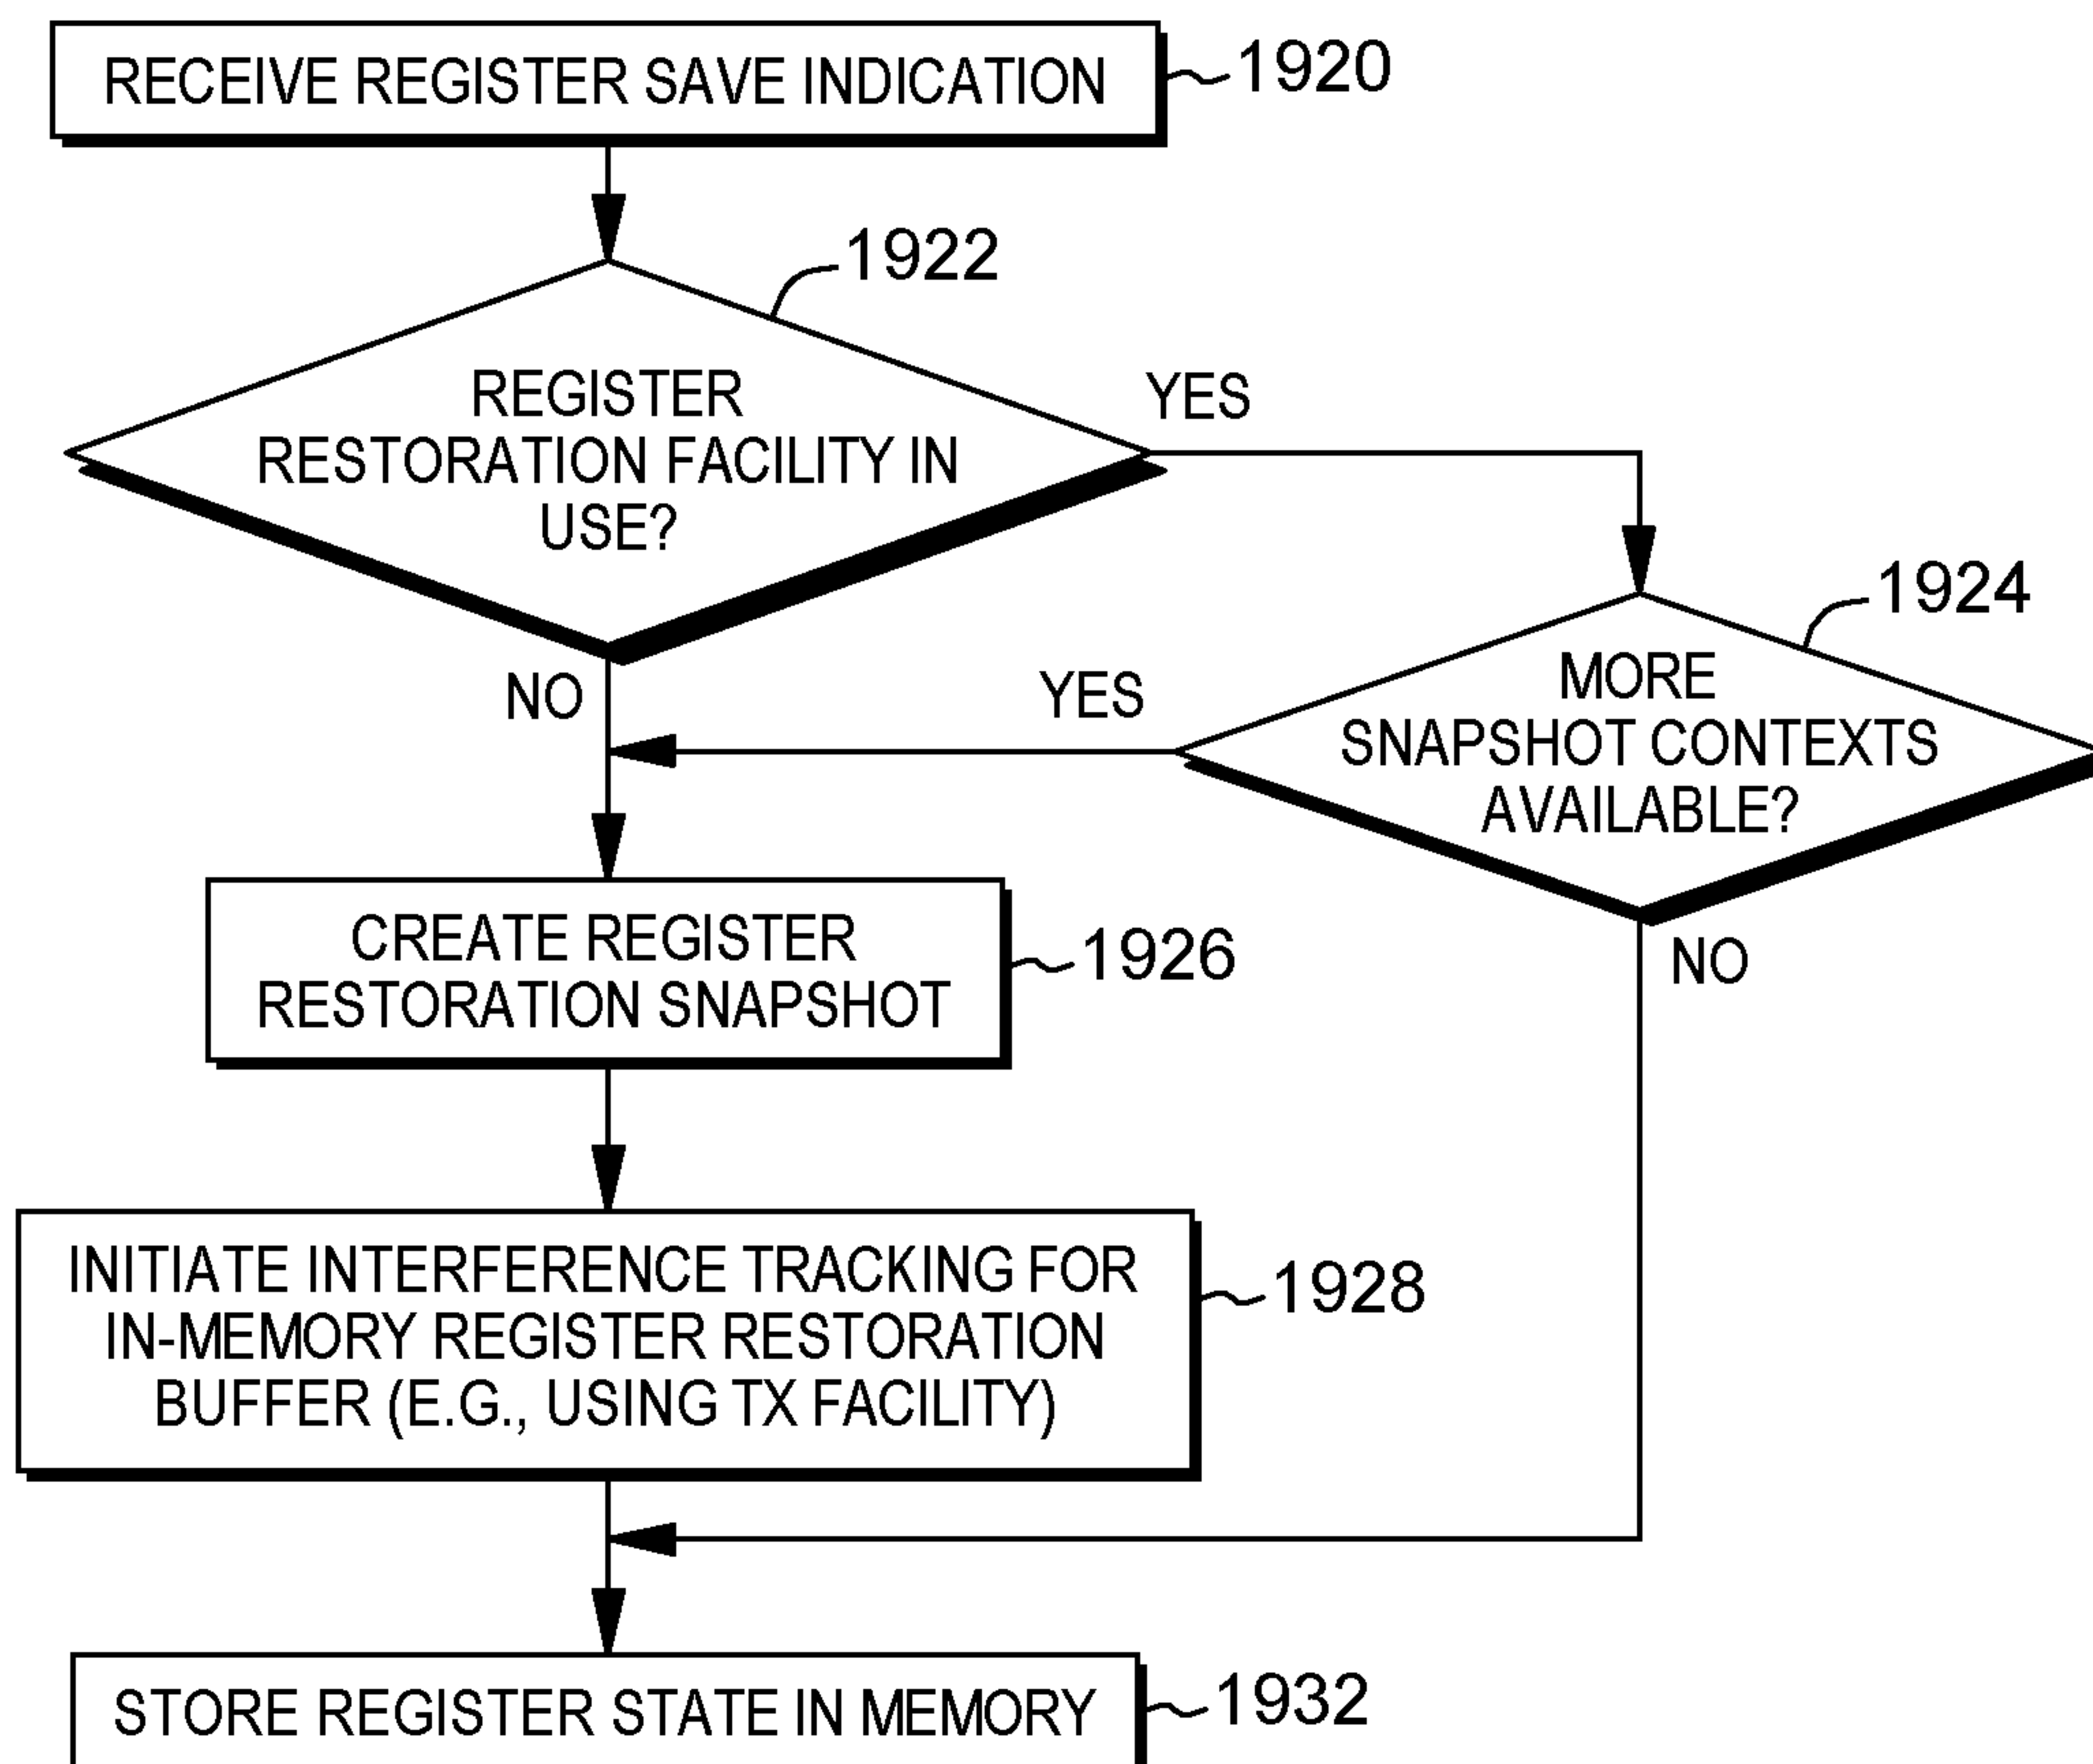 RECEIVE REGISTER SAVE INDICATION
1920
1922
REGISTER
RESTORATION FACILITY IN
USE?
YES
NO
1924
MORE
SNAPSHOT CONTEXTS
AVAILABLE?
YES
NO
CREATE REGISTER
RESTORATION SNAPSHOT
1926
INITIATE INTERFERENCE TRACKING FOR
IN-MEMORY REGISTER RESTORATION
BUFFER (E.G., USING TX FACILITY)
1928
STORE REGISTER STATE IN MEMORY
1932